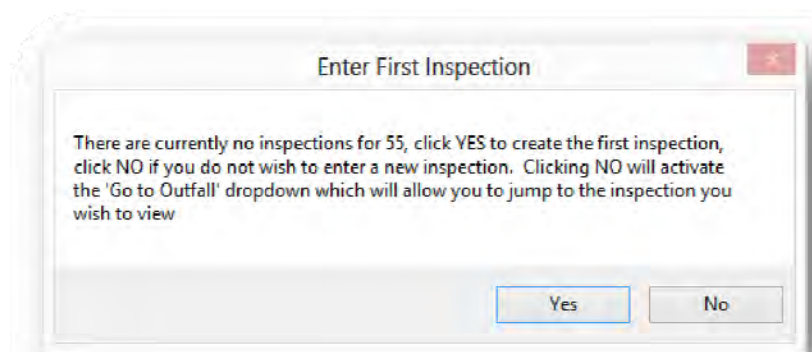 Enter First Inspection
x
There are currently no inspections for 55, click YES to create the first inspection,
click NO if you do not wish to enter a new inspection.  Clicking NO will activate
the 'Go to Outfall' dropdown which will allow you to jump to the inspection you
wish to view
Yes
No